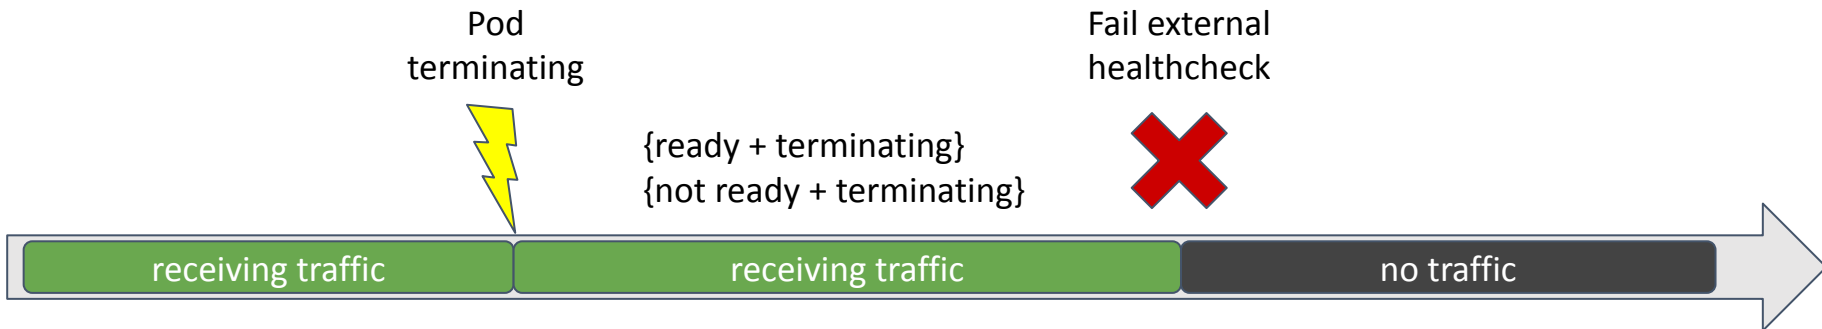 Pod
terminating
Fail external
healthcheck
{ready + terminating}
{not ready + terminating}
receiving traffic
receiving traffic
no traffic